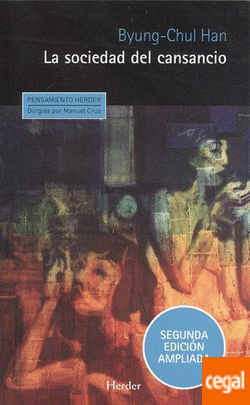 Byung-Chul Han
La sociedad del cansancio
PENSAMIENTO HERDER
Dirigida por Manuel Cruz
SEGUNDA
EDICIÓN
AMPLIADA
Herder
cegal